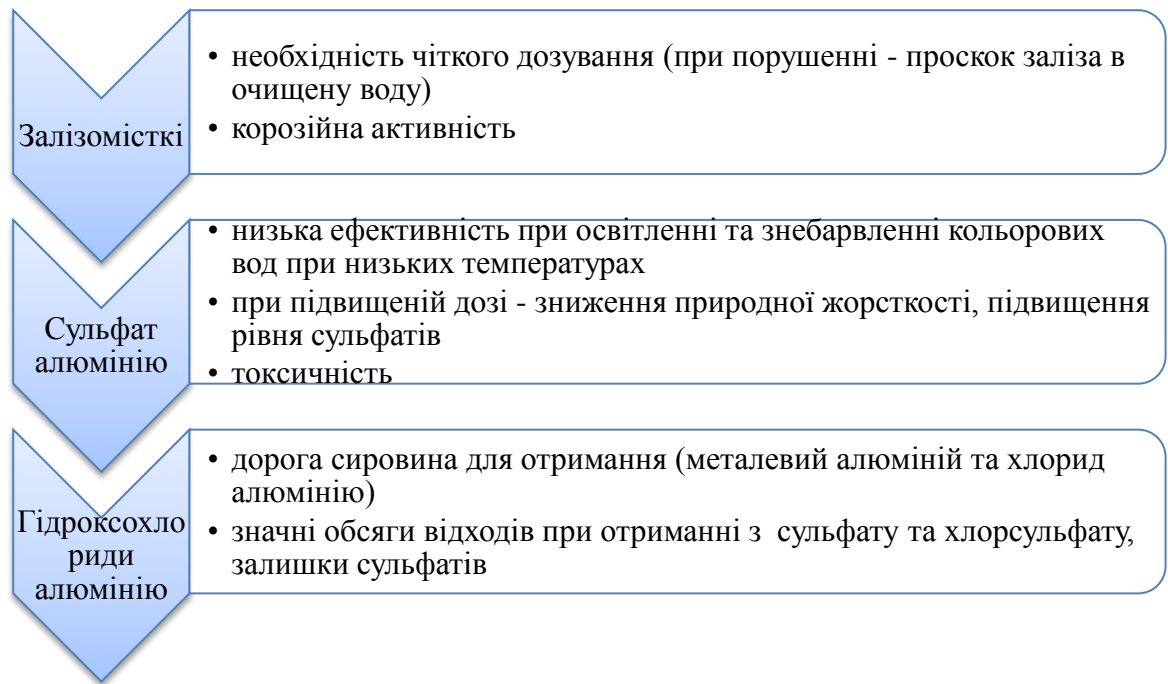 Залізомісткі
• необхідність чіткого дозування (при порушенні - проскок заліза в
очищену воду)
• корозійна активність
Сульфат
алюмінію
• низька ефективність при освітленні та знебарвленні кольорових
вод при низьких температурах
• при підвищеній дозі - зниження природної жорсткості, підвищення
рівня сульфатів
• токсичність
Гідроксохло
риди
алюмінію
• дорога сировина для отримання (металевий алюміній та хлорид
алюмінію)
• значні обсяги відходів при отриманні з  сульфату та хлорсульфату,
залишки сульфатів